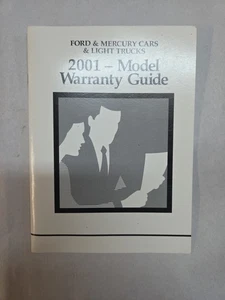 FORD & MERCURY CARS
& LIGHT TRUCKS
2001 – Model
Warranty Guide